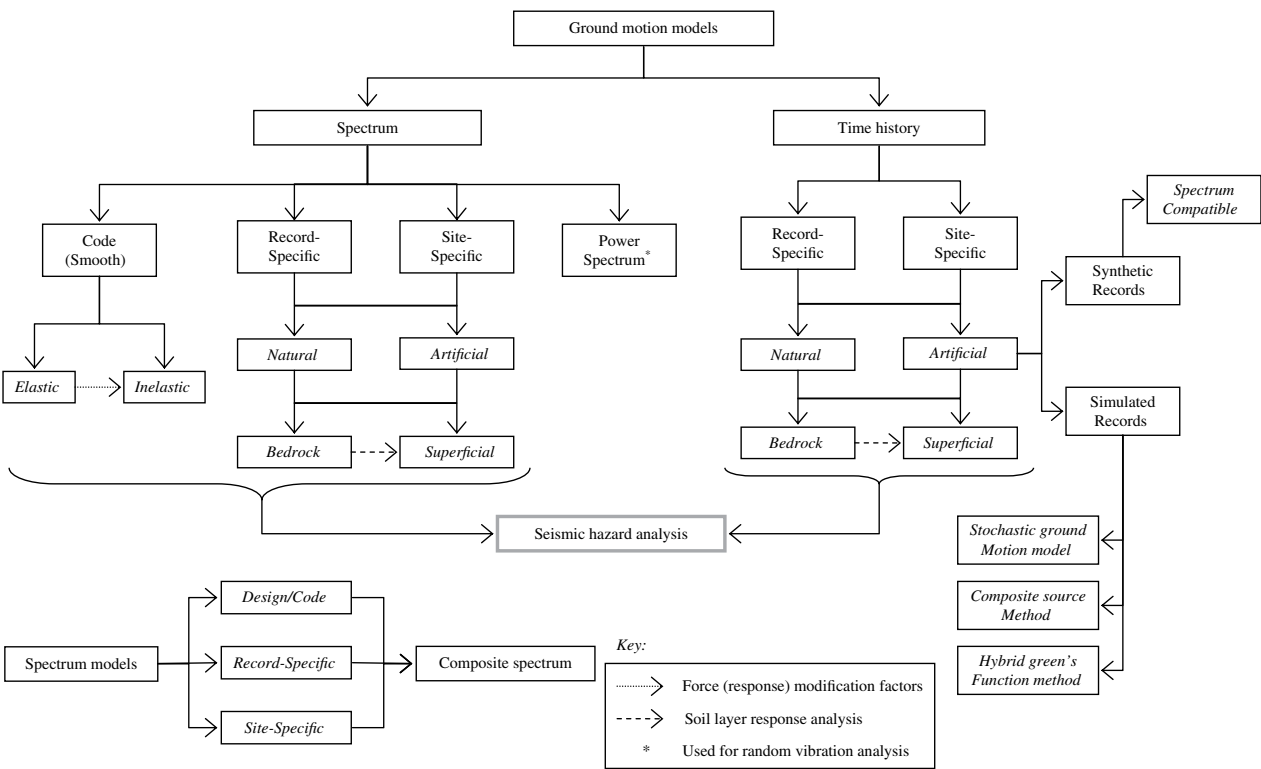 Ground motion models
Spectrum
Time history
Code
(Smooth)
Record-
Specific
Site-
Specific
Power
Spectrum*
Record-
Specific
Site-
Specific
Spectrum
Compatible
Synthetic
Records
Elastic
Inelastic
Natural
Artificial
Natural
Artificial
Simulated
Records
Bedrock
Superficial
Bedrock
Superficial
Seismic hazard analysis
Stochastic ground
Motion model
Composite source
Method
Hybrid green's
Function method
Spectrum models
Design/Code
Record-Specific
Site-Specific
Composite spectrum
Key:
Force (response) modification factors
Soil layer response analysis
* Used for random vibration analysis